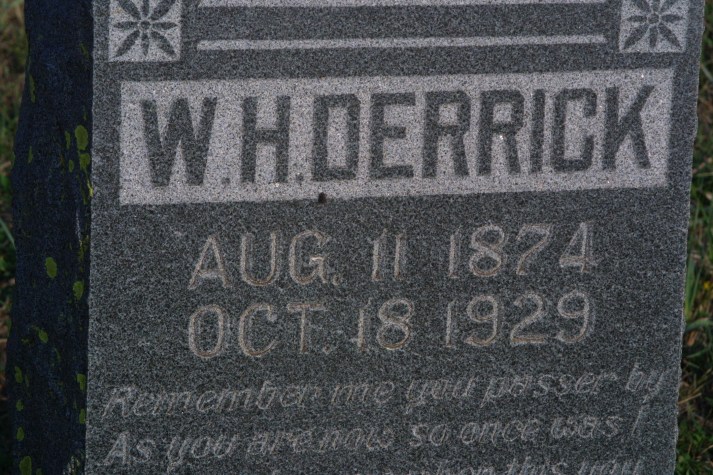 W.H. DERRICK
AUG. 11 1874
OCT. 18 1929
Remember me you passer by
As you are now so once was I